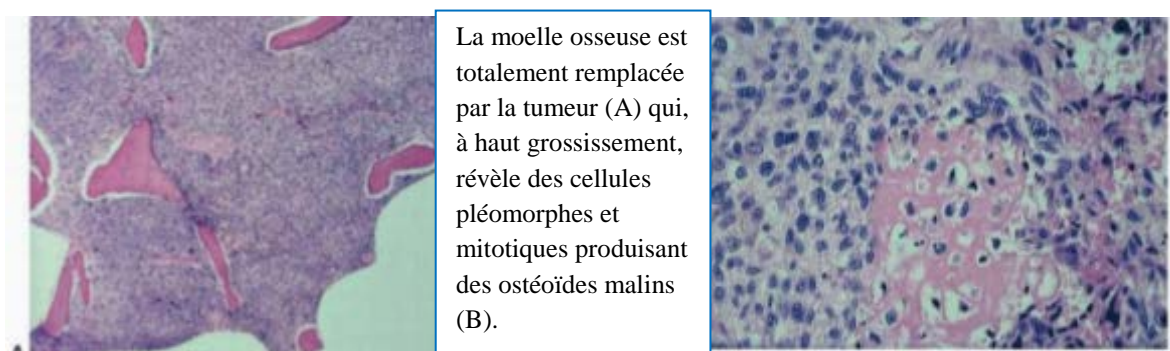 La moelle osseuse est
totalement remplacée
par la tumeur (A) qui,
à haut grossissement,
révèle des cellules
pléomorphes et
mitotiques produisant
des ostéoïdes malins
(B).